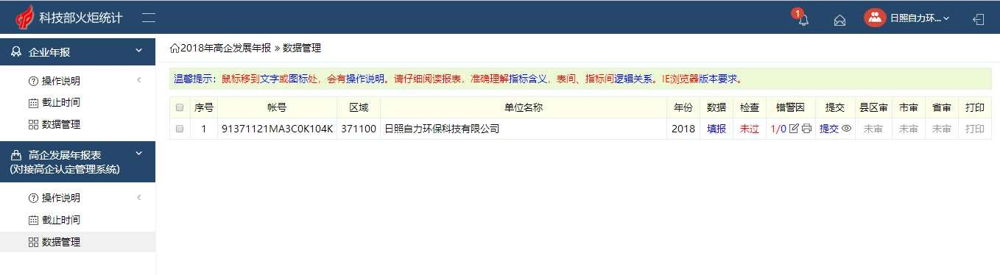 科技部火炬统计
1
日照自力环...
企业年报
操作说明
截止时间
数据管理
高企发展年报表
(对接高企认定管理系统)
操作说明
截止时间
数据管理
2018年高企发展年报 » 数据管理
温馨提示：鼠标移到文字或图标处，会有操作说明。请仔细阅读报表，准确理解指标含义，表间、指标间逻辑关系。IE浏览器版本要求。
序号 帐号 区域 单位名称 年份 数据 检查 错警因 提交 县区审 市审 省审 打印
1 91371121MA3C0K104K 371100 日照自力环保科技有限公司 2018 填报 未过 1/0 提交 未审 未审 未审 打印